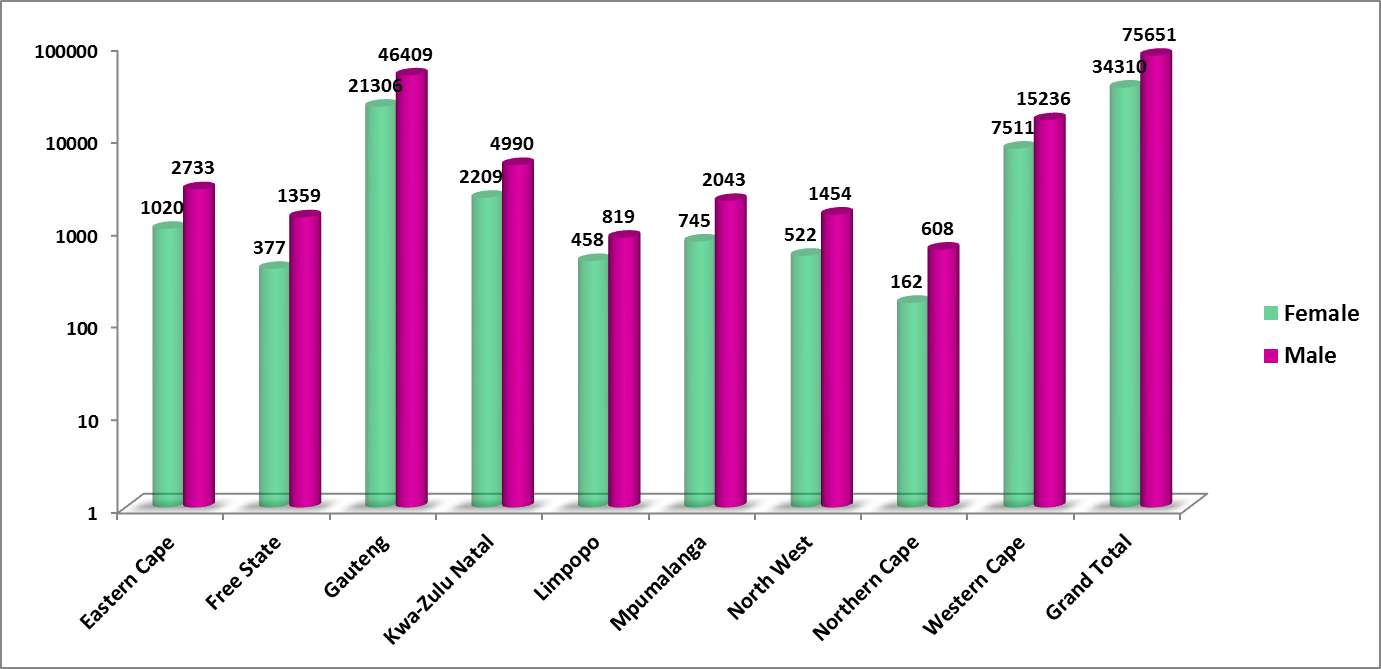 100000
10000
1000
100
10
1
1020
2733
377
1359
21306
46409
2209
4990
458
819
745
2043
522
1454
162
608
7511
15236
34310
75651
Eastern Cape
Free State
Gauteng
Kwa-Zulu Natal
Limpopo
Mpumalanga
North West
Northern Cape
Western Cape
Grand Total
Female
Male